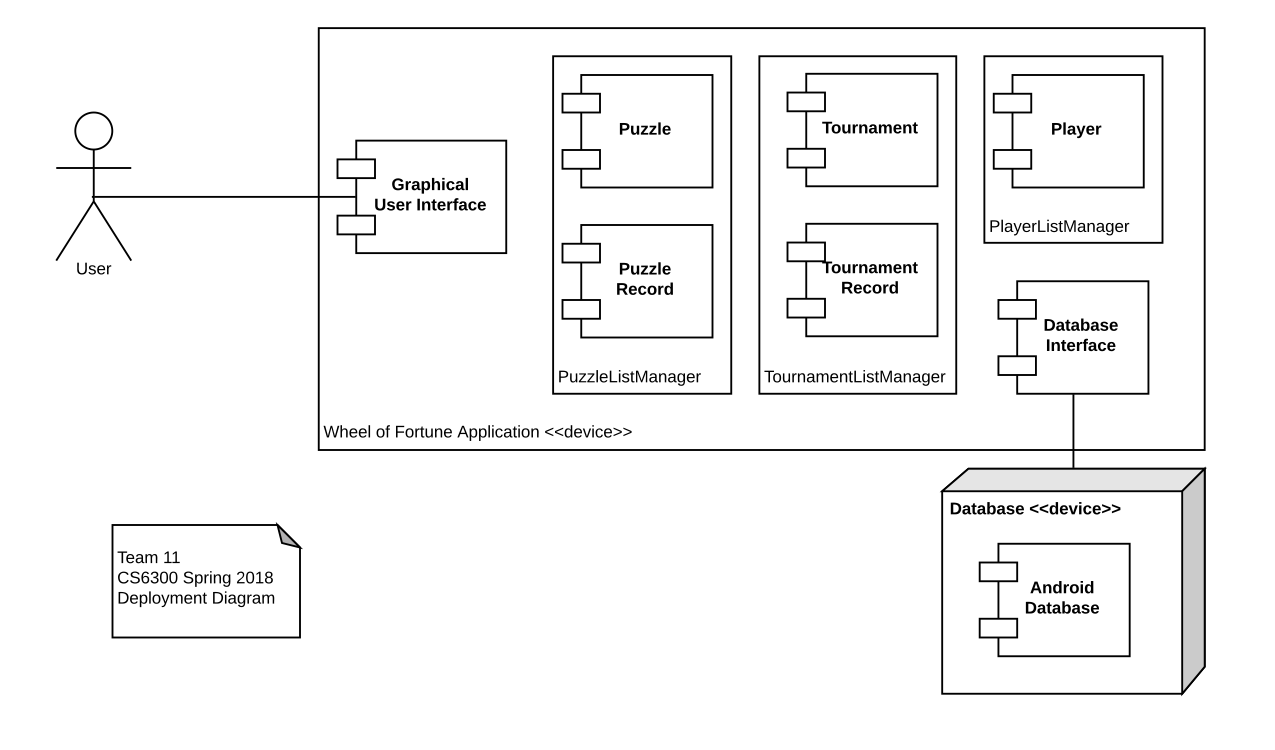 Puzzle
Tournament
Player
Graphical
User Interface
PlayerListManager
User
Puzzle
Record
Tournament
Record
Database
Interface
PuzzleListManager
TournamentListManager
Wheel of Fortune Application <<device>>
Database <<device>>
Android
Database
Team 11
CS6300 Spring 2018
Deployment Diagram